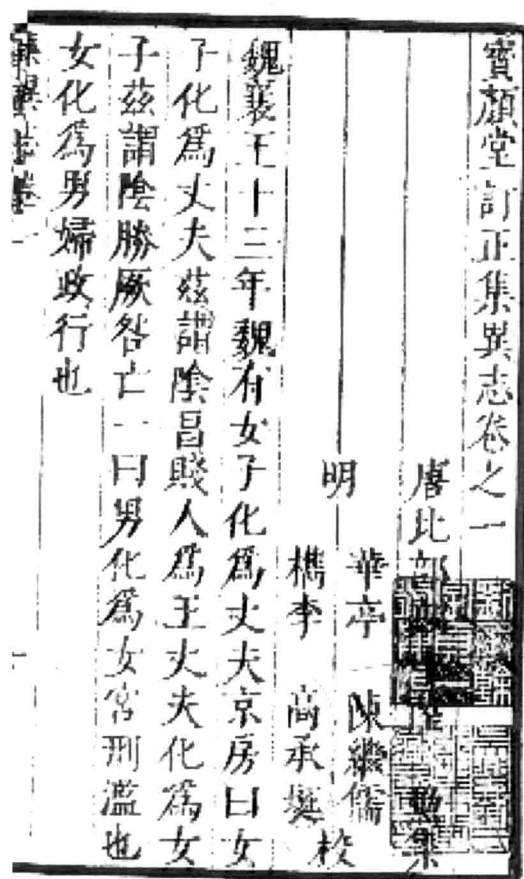 寶顏堂訂正集異志卷之一
唐比部 集
明
華亭 陳繼儒
檇李 高承
校
魏襄王十三年魏有女子化爲丈夫京房曰女
子化爲丈夫茲謂陰昌賤人爲王丈夫化爲女
子茲謂陰勝厥咎亡一曰男化爲女宮刑濫也
女化爲男婦政行也
集異志卷一
一